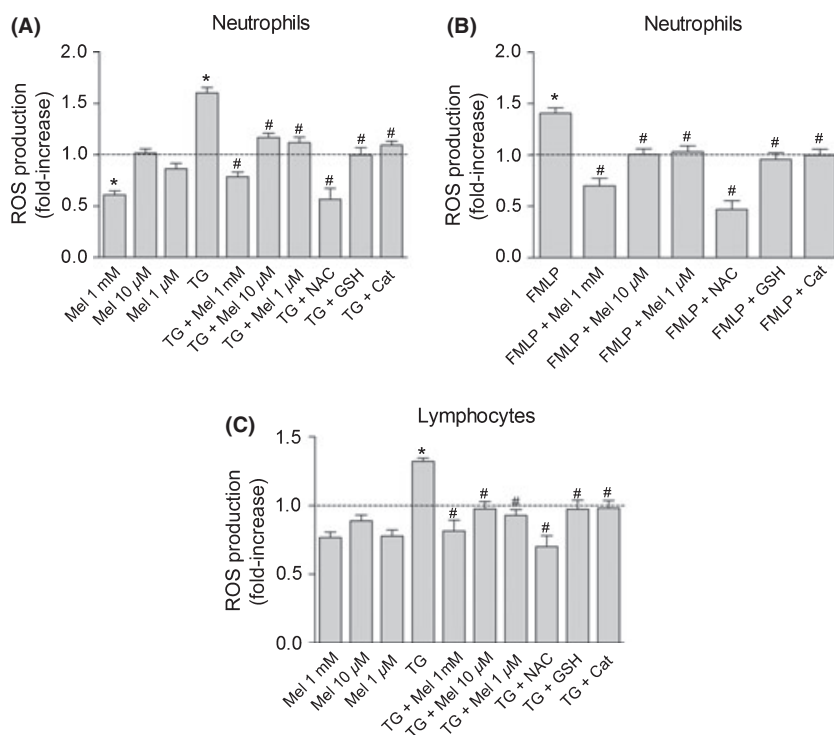 (A)
Neutrophils
ROS production
(fold-increase)
2.0
1.5
1.0
0.5
0.0
*
*
#
#
#
#
#
#
Mel 1 mM
Mel 10 µM
Mel 1 µM
TG
TG + Mel 1 mM
TG + Mel 10 µM
TG + Mel 1 µM
TG + NAC
TG + GSH
TG + Cat
(B)
Neutrophils
ROS production
(fold-increase)
2.0
1.5
1.0
0.5
0.0
*
#
#
#
#
#
#
FMLP
FMLP + Mel 1 mM
FMLP + Mel 10 µM
FMLP + Mel 1 µM
FMLP + NAC
FMLP + GSH
FMLP + Cat
(C)
Lymphocytes
ROS production
(fold-increase)
1.5
1.0
0.5
0.0
*
#
#
#
#
#
#
Mel 1 mM
Mel 10 µM
Mel 1 µM
TG
TG + Mel 1mM
TG + Mel 10 µM
TG + Mel 1 µM
TG + NAC
TG + GSH
TG + Cat